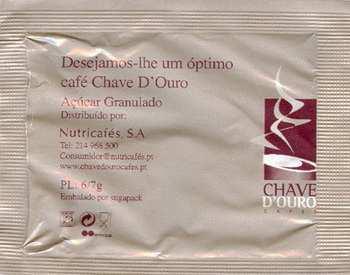 Desejamos-lhe um óptimo
café Chave D'Ouro
Açúcar Granulado
Distribuído por:
Nutricafés, S.A
Tel: 214 968 500
Consumidor@nutricafés.pt
www.chavedourocafes.pt
PL: 6/7g
Embalado por sugapack
CHAVE
D'OURO
CAFÉS